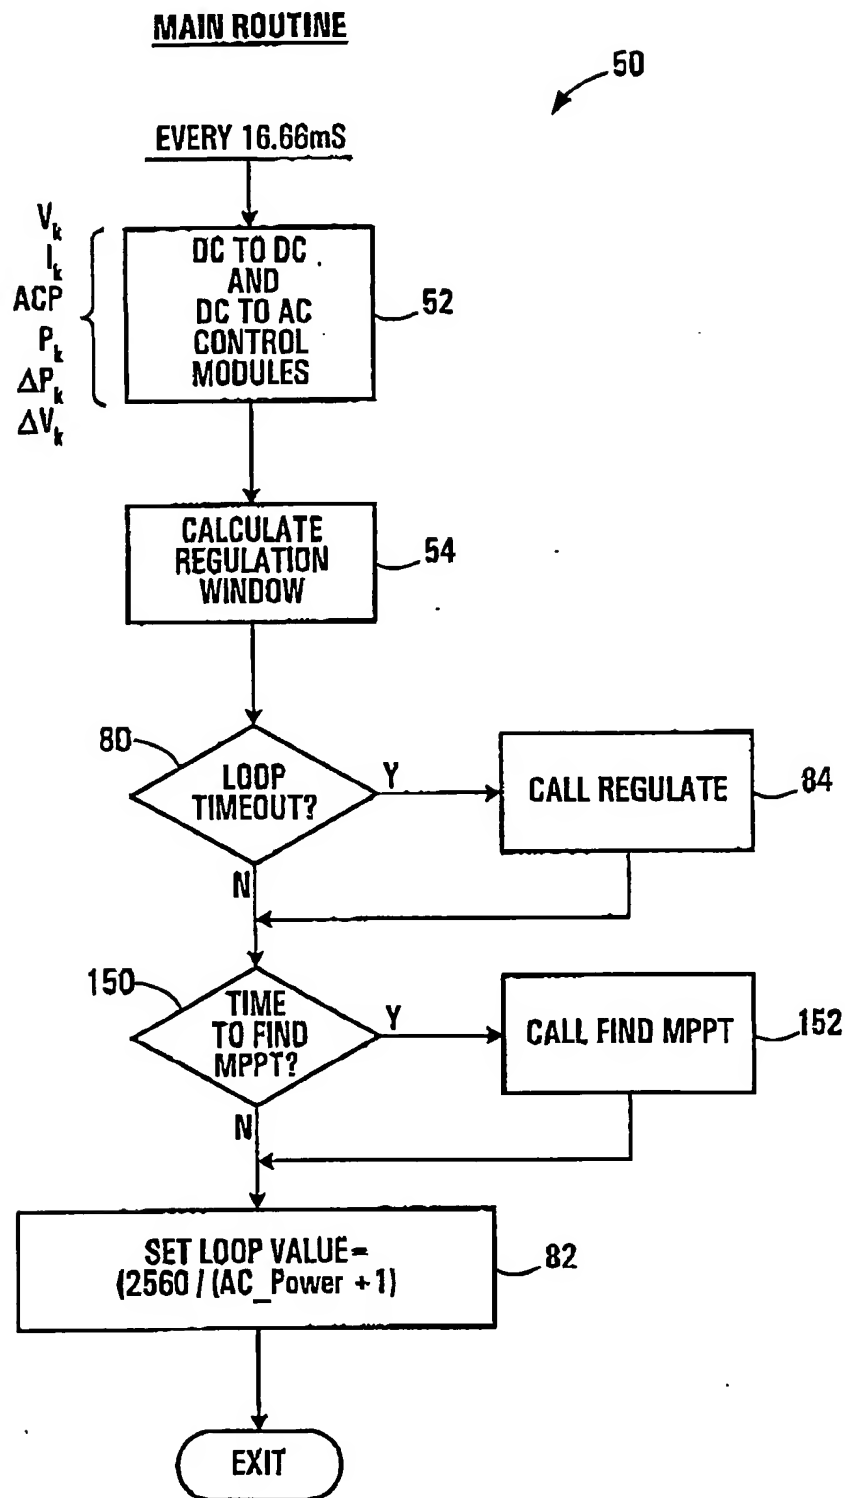 MAIN ROUTINE
50
EVERY 16.66mS
Vk
Ik
ACP
Pk
ΔPk
ΔVk
DC TO DC
AND
DC TO AC
CONTROL
MODULES
52
CALCULATE
REGULATION
WINDOW
54
80
LOOP
TIMEOUT?
Y
CALL REGULATE
84
N
150
TIME
TO FIND
MPPT?
Y
CALL FIND MPPT
152
N
SET LOOP VALUE=
(2560 / (AC_Power +1)
82
EXIT